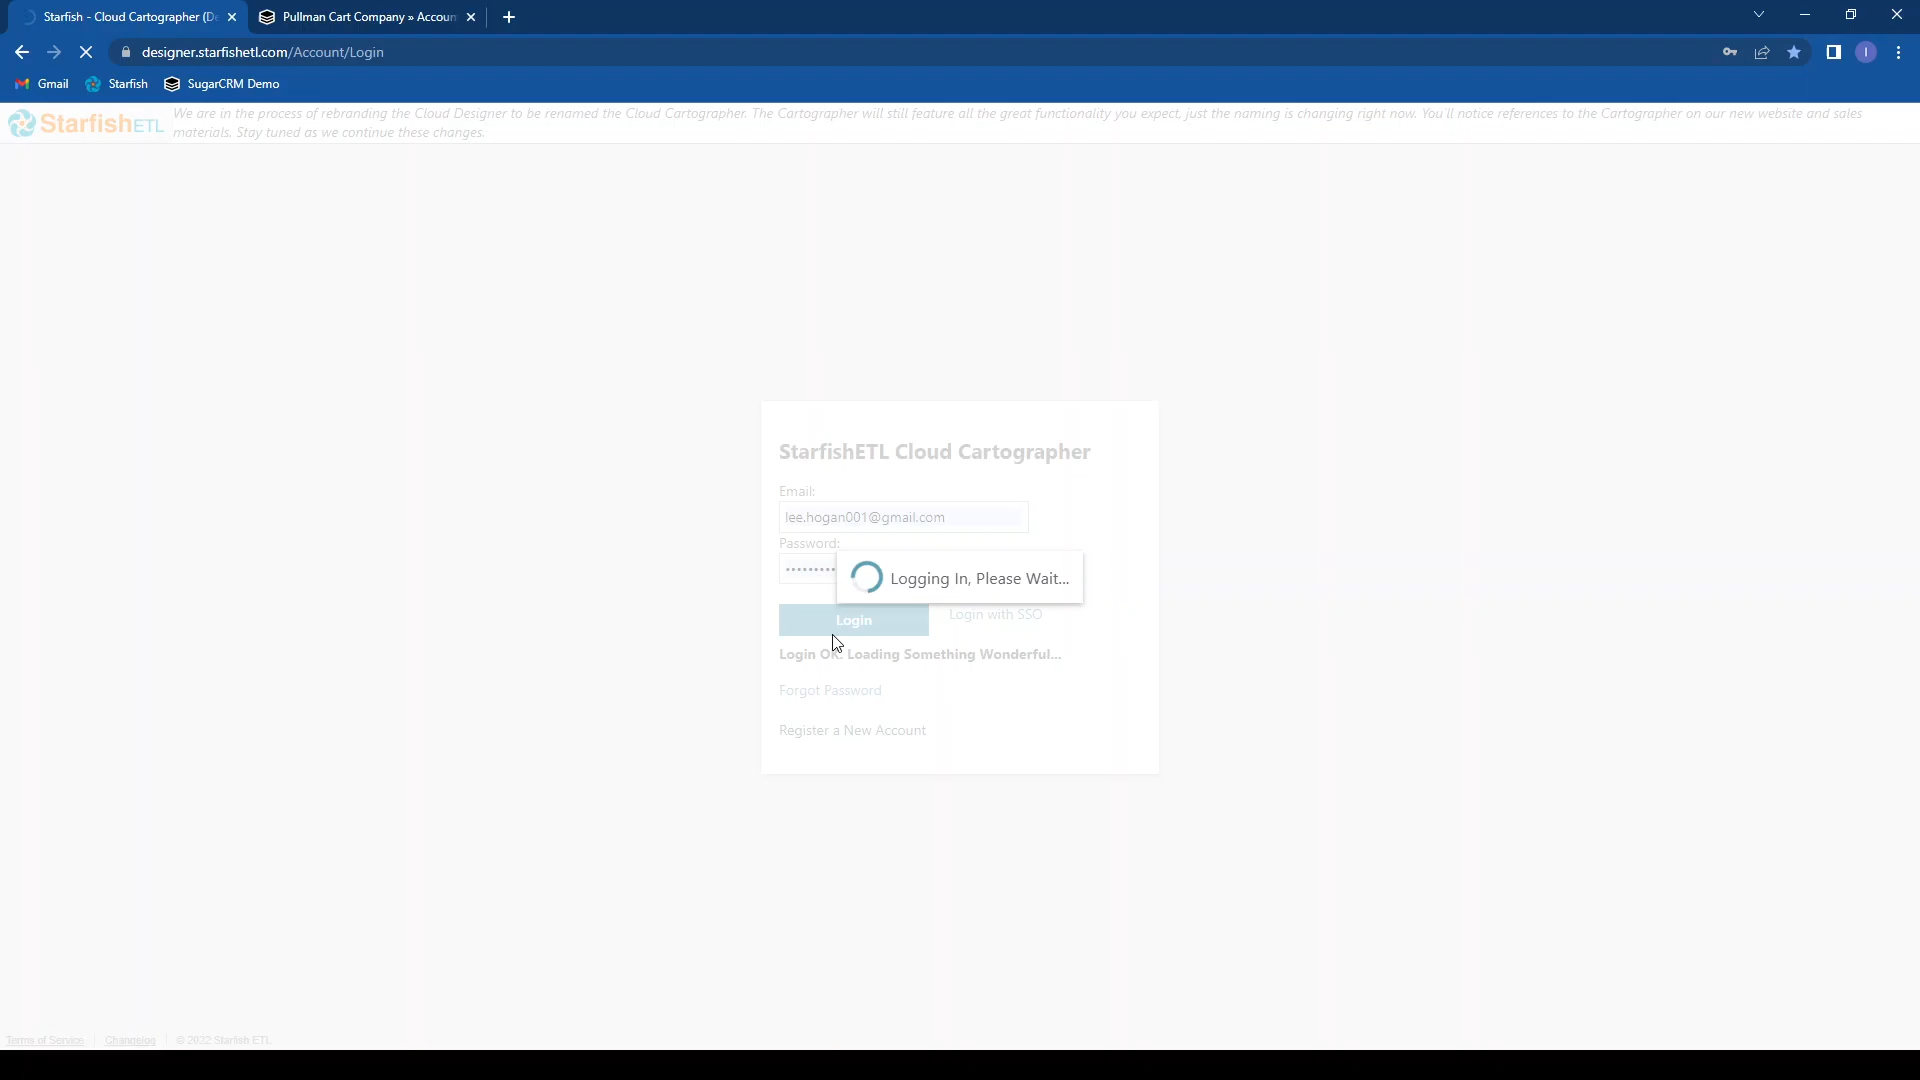 Starfish - Cloud Cartographer (De
Pullman Cart Company » Accoun
designer.starfishetl.com/Account/Login
Gmail
Starfish
SugarCRM Demo
StarfishETL
We are in the process of rebranding the Cloud Designer to be renamed the Cloud Cartographer. The Cartographer will still feature all the great functionality you expect, just the naming is changing right now. You'll notice references to the Cartographer on our new website and sales
materials. Stay tuned as we continue these changes.
StarfishETL Cloud Cartographer
Email:
lee.hogan001@gmail.com
Password:
Logging In, Please Wait...
Login
Login with SSO
Login OK. Loading Something Wonderful...
Forgot Password
Register a New Account
Terms of Service
Changelog
© 2022 Starfish ETL